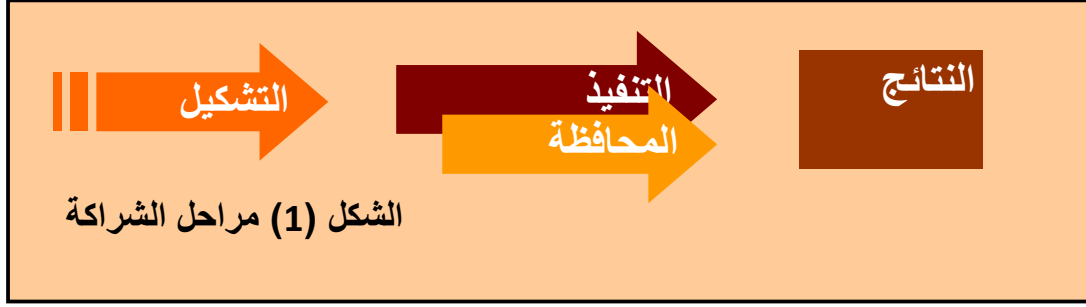 التشكيل
التنفيذ
المحافظة
النتائج
الشكل (1) مراحل الشراكة